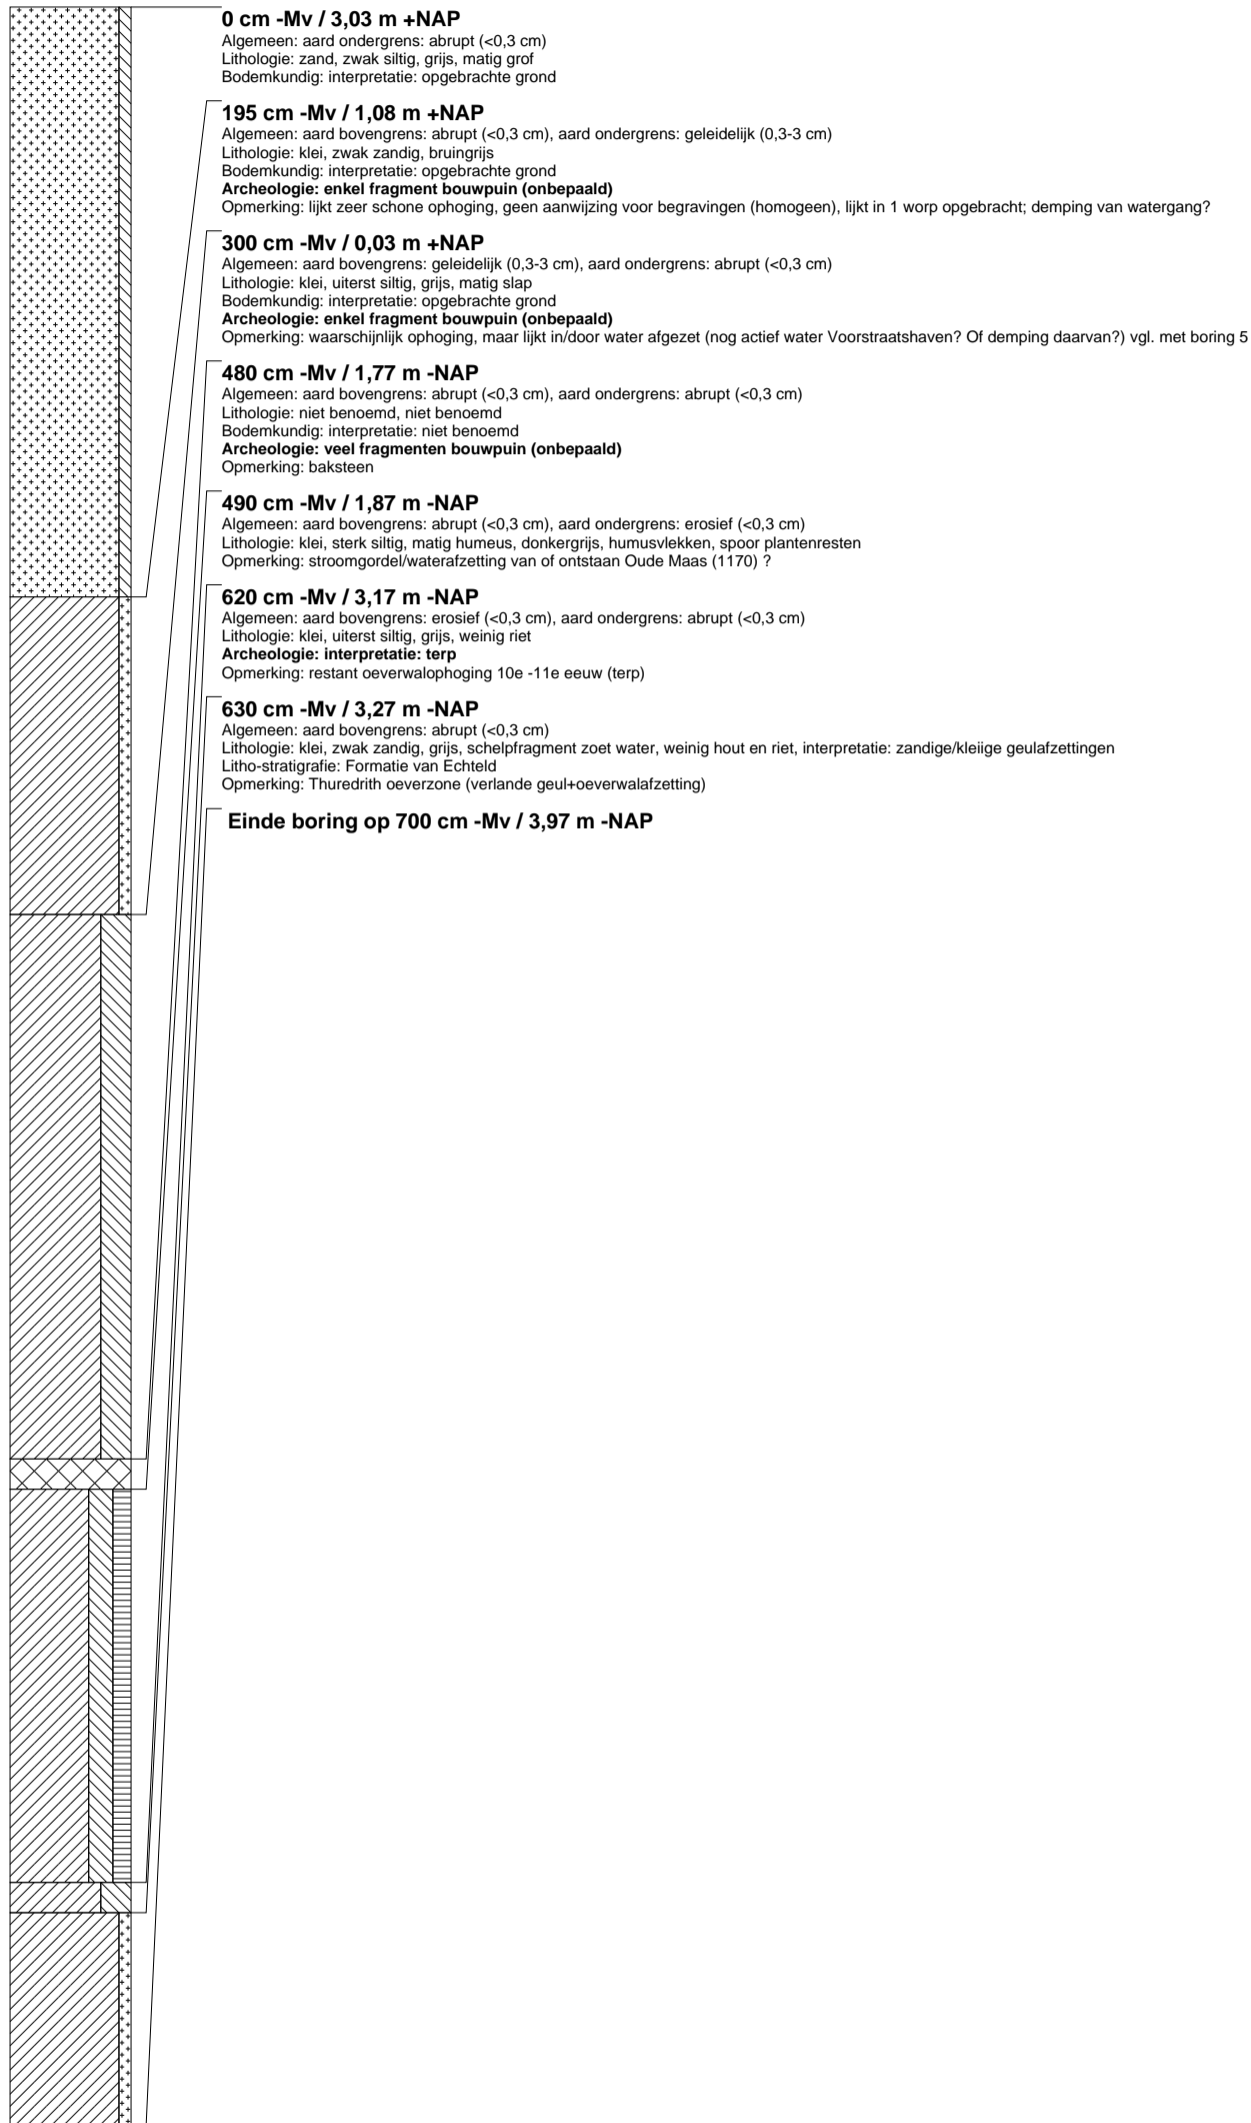 0 cm -Mv / 3,03 m +NAP
Algemeen: aard ondergrens: abrupt (<0,3 cm)
Lithologie: zand, zwak siltig, grijs, matig grof
Bodemkundig: interpretatie: opgebrachte grond
195 cm -Mv / 1,08 m +NAP
Algemeen: aard bovengrens: abrupt (<0,3 cm), aard ondergrens: geleidelijk (0,3-3 cm)
Lithologie: klei, zwak zandig, bruingrijs
Bodemkundig: interpretatie: opgebrachte grond
Archeologie: enkel fragment bouwpuin (onbepaald)
Opmerking: lijkt zeer schone ophoging, geen aanwijzing voor begravingen (homogeen), lijkt in 1 worp opgebracht; demping van watergang?
300 cm -Mv / 0,03 m +NAP
Algemeen: aard bovengrens: geleidelijk (0,3-3 cm), aard ondergrens: abrupt (<0,3 cm)
Lithologie: klei, uiterst siltig, grijs, matig slap
Bodemkundig: interpretatie: opgebrachte grond
Archeologie: enkel fragment bouwpuin (onbepaald)
Opmerking: waarschijnlijk ophoging, maar lijkt in/door water afgezet (nog actief water Voorstraatshaven? Of demping daarvan?) vgl. met boring 5
480 cm -Mv / 1,77 m -NAP
Algemeen: aard bovengrens: abrupt (<0,3 cm), aard ondergrens: abrupt (<0,3 cm)
Lithologie: niet benoemd, niet benoemd
Bodemkundig: interpretatie: niet benoemd
Archeologie: veel fragmenten bouwpuin (onbepaald)
Opmerking: baksteen
490 cm -Mv / 1,87 m -NAP
Algemeen: aard bovengrens: abrupt (<0,3 cm), aard ondergrens: erosief (<0,3 cm)
Lithologie: klei, sterk siltig, matig humeus, donkergrijs, humusvlekken, spoor plantenresten
Opmerking: stroomgordel/waterafzetting van of ontstaan Oude Maas (1170) ?
620 cm -Mv / 3,17 m -NAP
Algemeen: aard bovengrens: erosief (<0,3 cm), aard ondergrens: abrupt (<0,3 cm)
Lithologie: klei, uiterst siltig, grijs, weinig riet
Archeologie: interpretatie: terp
Opmerking: restant oeverwalophoging 10e -11e eeuw (terp)
630 cm -Mv / 3,27 m -NAP
Algemeen: aard bovengrens: abrupt (<0,3 cm)
Lithologie: klei, zwak zandig, grijs, schelpfragment zoet water, weinig hout en riet, interpretatie: zandige/kleiige geulafzettingen
Litho-stratigrafie: Formatie van Echteld
Opmerking: Thuredrith oeverzone (verlande geul+oeverwalafzetting)
Einde boring op 700 cm -Mv / 3,97 m -NAP